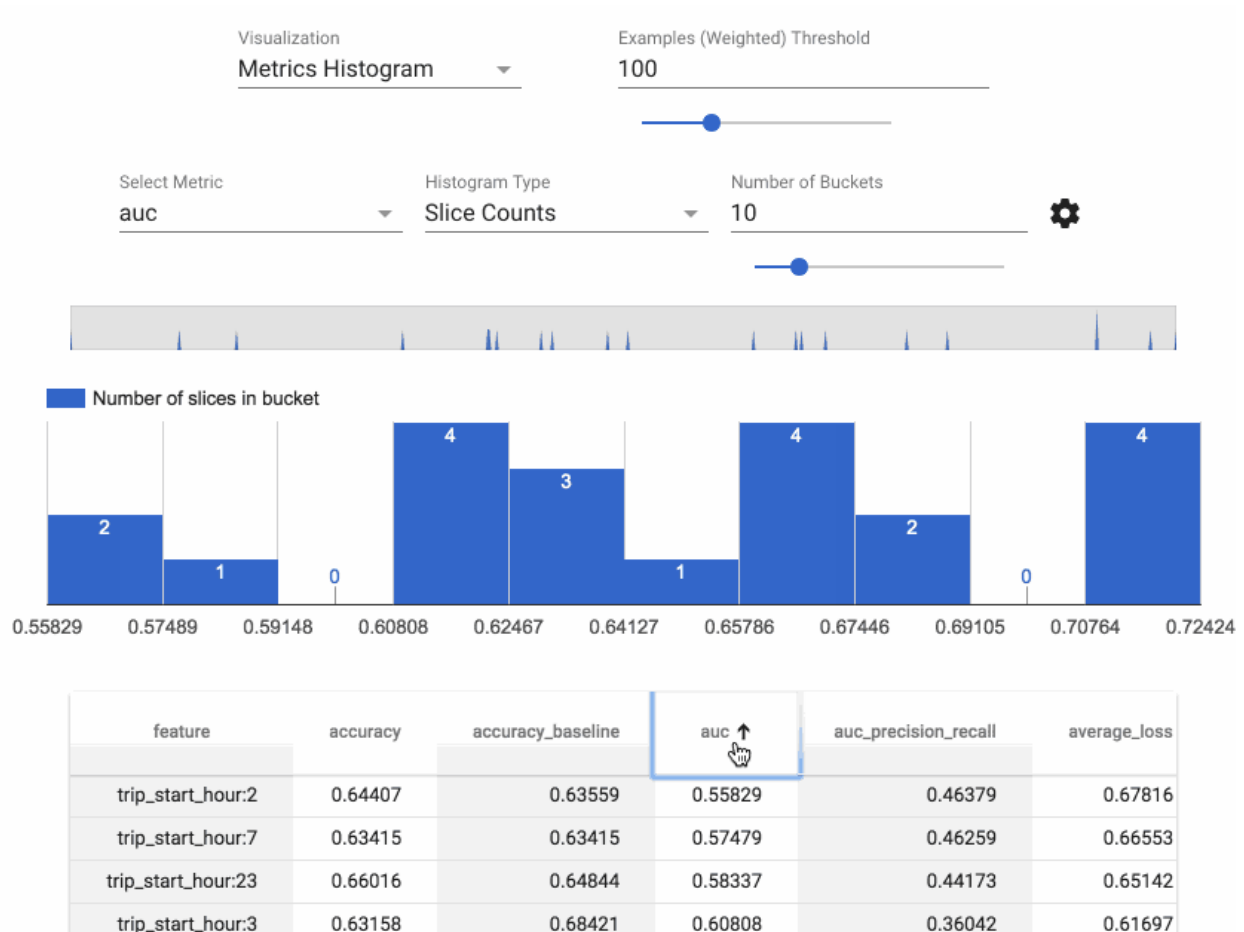 Visualization Examples (Weighted) Threshold
Metrics Histogram 100
Select Metric Histogram Type Number of Buckets
auc Slice Counts 10
Number of slices in bucket
2 1 0 4 3 1 4 2 0 4
0.55829 0.57489 0.59148 0.60808 0.62467 0.64127 0.65786 0.67446 0.69105 0.70764 0.72424
feature accuracy accuracy_baseline auc auc_precision_recall average_loss
trip_start_hour:2 0.64407 0.63559 0.55829 0.46379 0.67816
trip_start_hour:7 0.63415 0.63415 0.57479 0.46259 0.66553
trip_start_hour:23 0.66016 0.64844 0.58337 0.44173 0.65142
trip_start_hour:3 0.63158 0.68421 0.60808 0.36042 0.61697